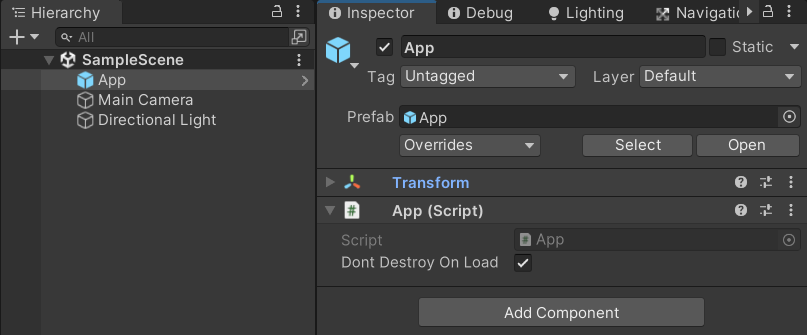 Hierarchy
All
SampleScene
App
Main Camera
Directional Light
Inspector Debug Lighting Navigatio
App Static
Tag Untagged Layer Default
Prefab App
Overrides Select Open
Transform
App (Script)
Script App
Dont Destroy On Load
Add Component